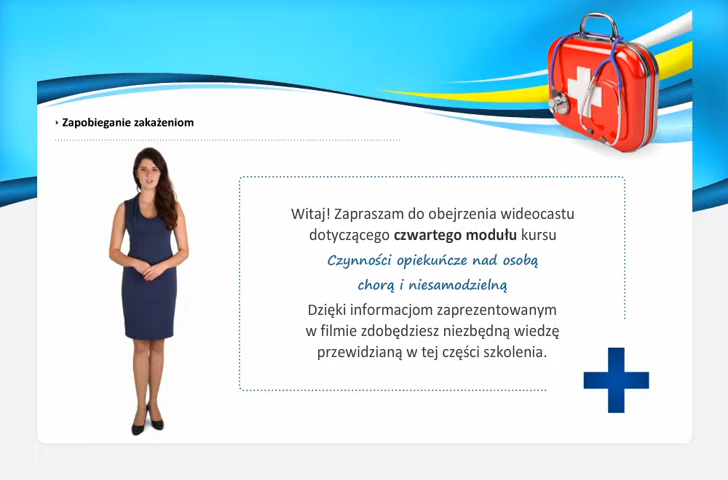 Zapobieganie zakażeniom
Witaj! Zapraszam do obejrzenia wideocastu
dotyczącego czwartego modułu kursu
Czynności opiekuńcze nad osobą
chorą i niesamodzielną
Dzięki informacjom zaprezentowanym
w filmie zdobędziesz niezbędną wiedzę
przewidzianą w tej części szkolenia.